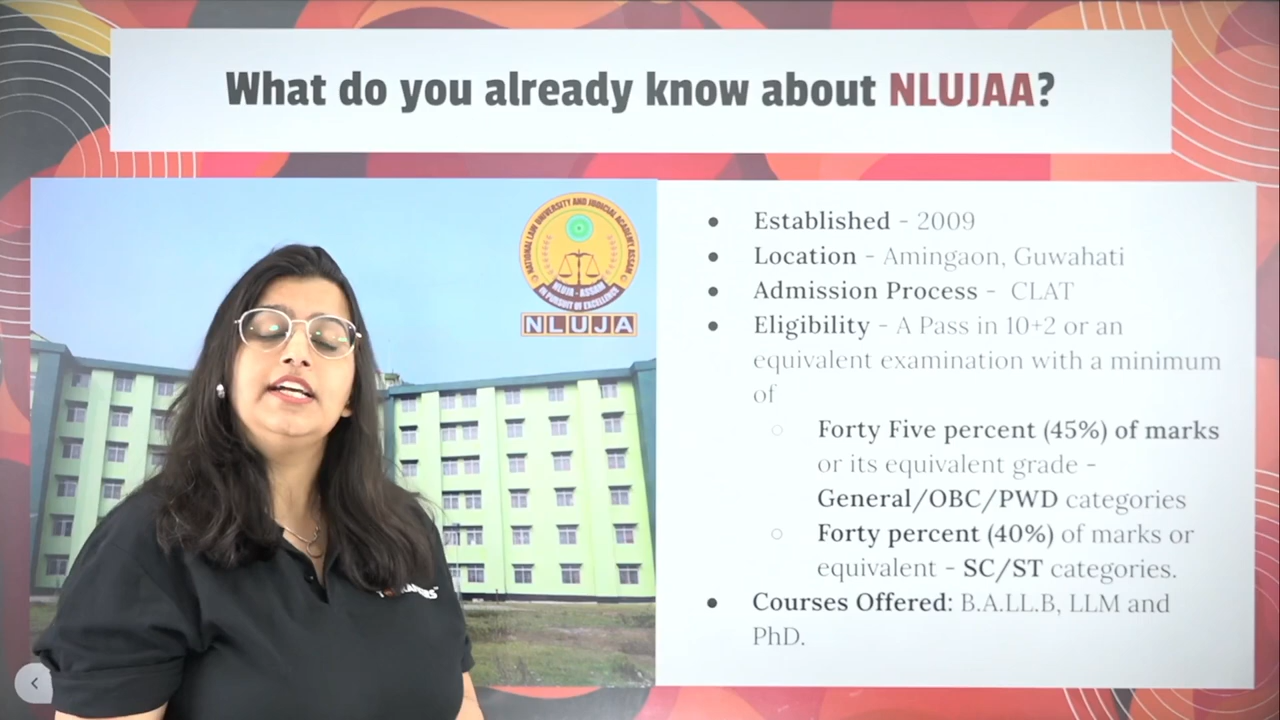 What do you already know about NLUJAA?
NATIONAL LAW UNIVERSITY AND JUDICIAL ACADEMY, ASSAM
NLUJA - ASSAM
IN PURSUIT OF EXCELLENCE
NLUJA
● Established - 2009
● Location - Amingaon, Guwahati
● Admission Process - CLAT
● Eligibility - A Pass in 10+2 or an
equivalent examination with a minimum
of
○ Forty Five percent (45%) of marks
or its equivalent grade -
General/OBC/PWD categories
○ Forty percent (40%) of marks or
equivalent - SC/ST categories.
● Courses Offered: B.A.LL.B, LLM and
PhD.